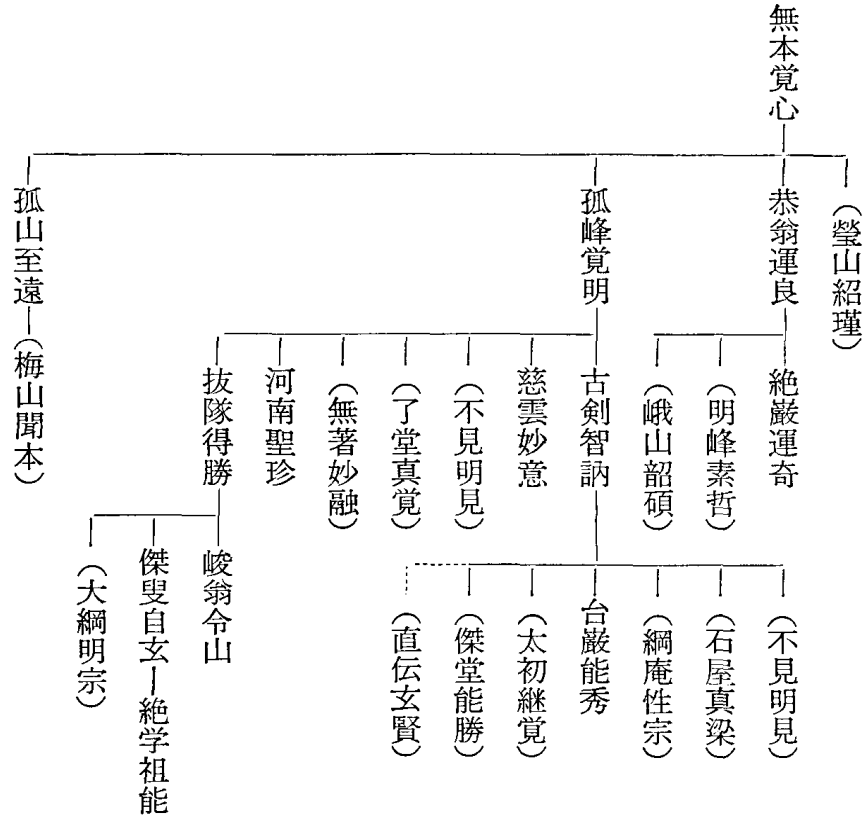 無本覚心
（瑩山紹瑾）
恭翁運良
孤峰覚明
孤山至遠―（梅山聞本）
絶巌運奇
（明峰素哲）
（峨山韶碩）
古剣智訥
慈雲妙意
（不見明見）
（了堂真覚）
（無著妙融）
河南聖珍
抜隊得勝
（不見明見）
（石屋真梁）
（綱庵性宗）
台巌能秀
（太初継覚）
（傑堂能勝）
（直伝玄賢）
峻翁令山
傑叟自玄―絶学祖能
（大綱明宗）